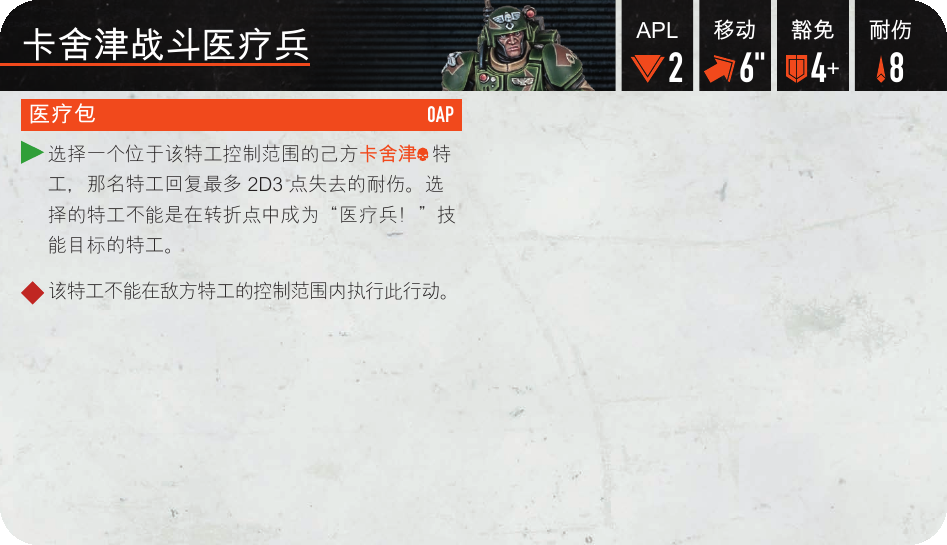 卡舍津战斗医疗兵
APL 移动 豁免 耐伤
2 6" 4+ 8
医疗包 0AP
选择一个位于该特工控制范围的己方卡舍津特
工，那名特工回复最多 2D3 点失去的耐伤。选
择的特工不能是在转折点中成为“医疗兵！”技
能目标的特工。
该特工不能在敌方特工的控制范围内执行此行动。